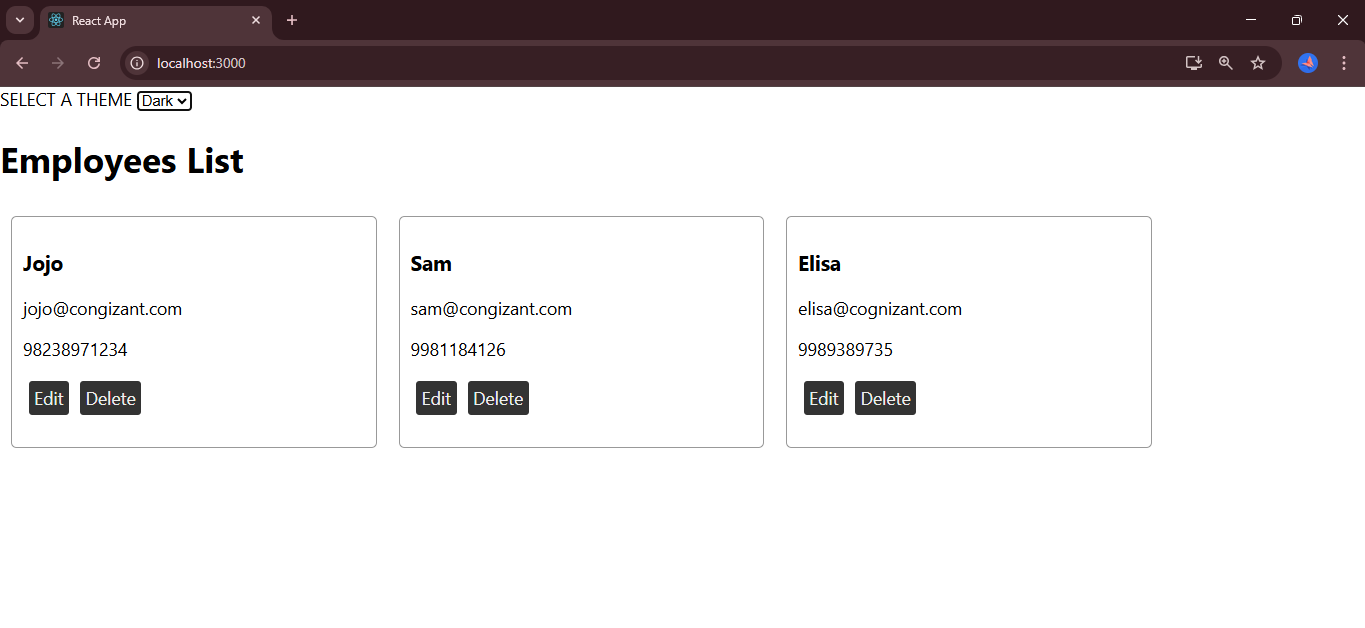 React App
localhost:3000
SELECT A THEME Dark
Employees List
Jojo
jojo@congizant.com
98238971234
Edit Delete
Sam
sam@congizant.com
9981184126
Edit Delete
Elisa
elisa@cognizant.com
9989389735
Edit Delete